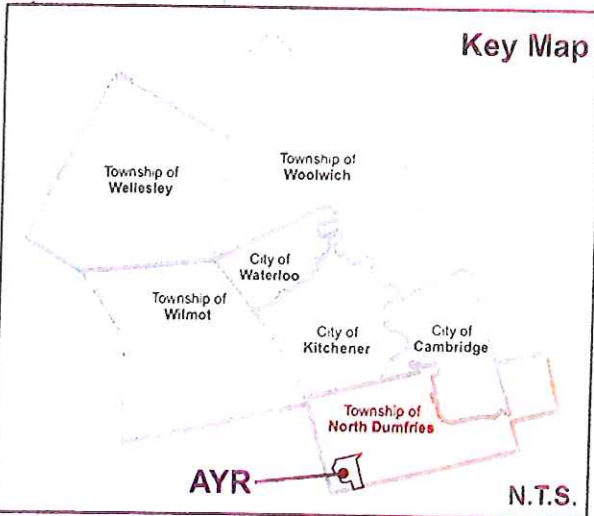 Key Map
Township of
Wellesley
Township of
Woolwich
City of
Waterloo
Township of
Wilmot
City of
Kitchener
City of
Cambridge
Township of
North Dumfries
AYR
N.T.S.